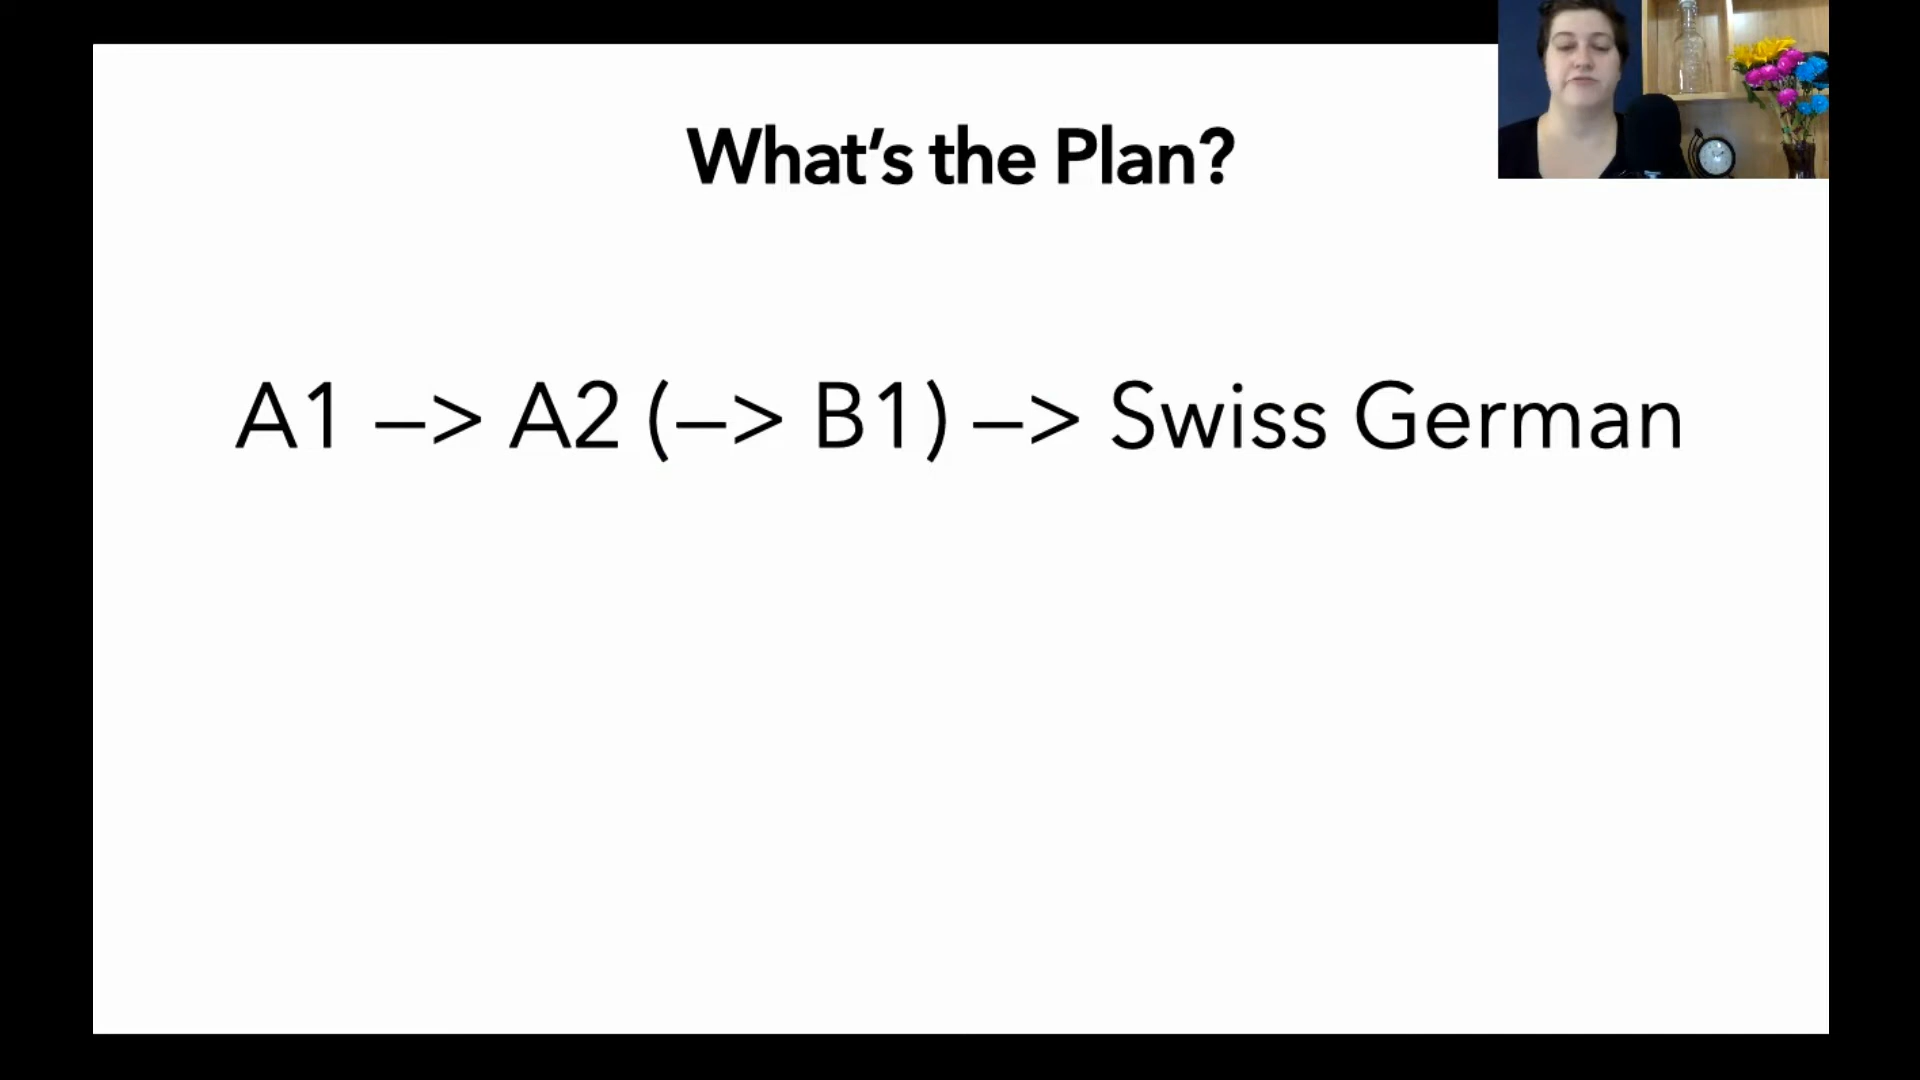 What’s the Plan?
A1 –> A2 (–> B1) –> Swiss German